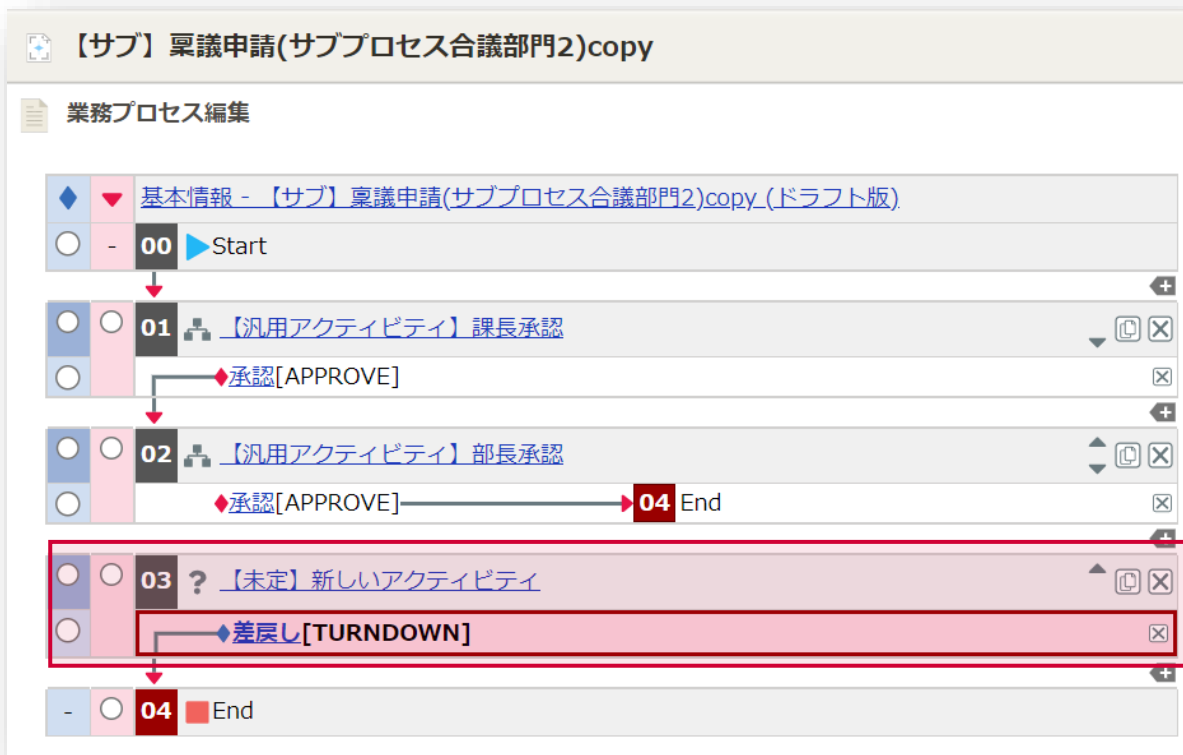 【サブ】稟議申請(サブプロセス合議部門2)copy
業務プロセス編集
基本情報 - 【サブ】稟議申請(サブプロセス合議部門2)copy (ドラフト版)
- 00 Start
01 【汎用アクティビティ】課長承認
承認[APPROVE]
02 【汎用アクティビティ】部長承認
承認[APPROVE] 04 End
03 ? 【未定】新しいアクティビティ
差戻し[TURNDOWN]
- 04 End